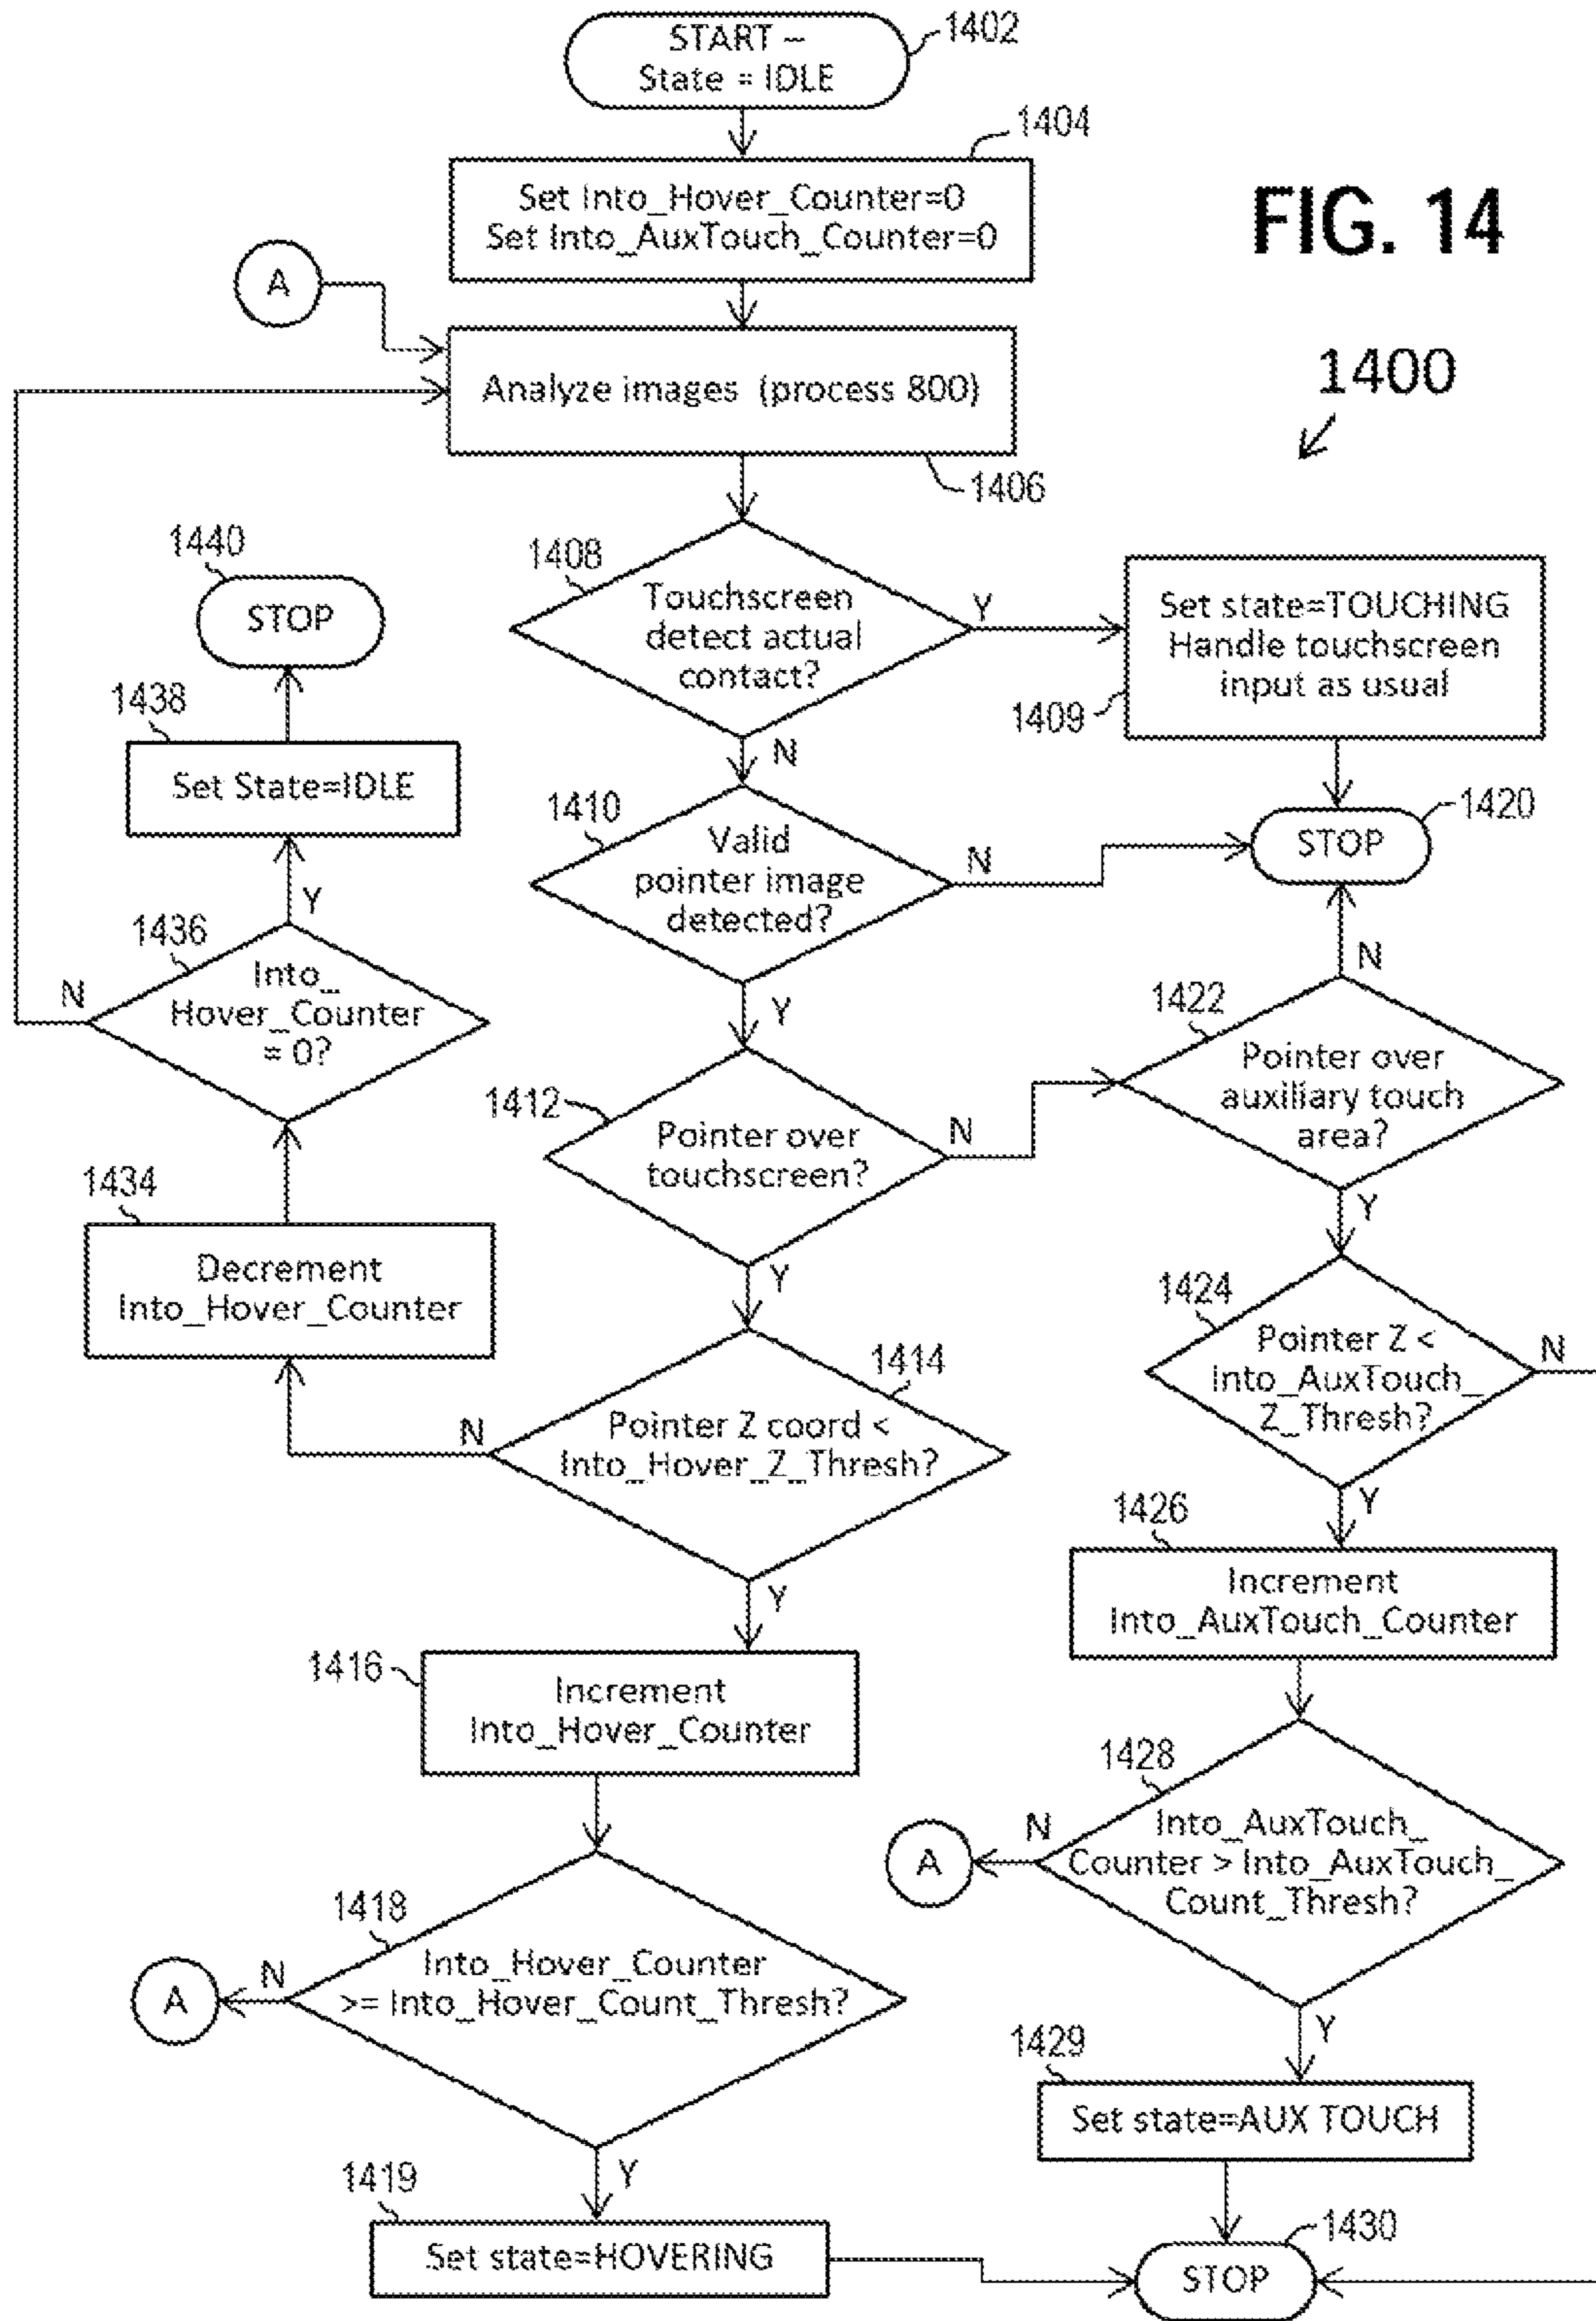 START –
State = IDLE
1402
1404
Set Into_Hover_Counter=0
Set Into_AuxTouch_Counter=0
FIG. 14
A
1400
Analyze images (process 800)
1406
1440
STOP
1408
Touchscreen
detect actual
contact?
Y
N
Set state=TOUCHING
Handle touchscreen
input as usual
1409
1438
Set State=IDLE
Y
1410
Valid
pointer image
detected?
N
Y
1420
STOP
1436
Into_
Hover_Counter
= 0?
N
N
1422
Pointer over
auxiliary touch
area?
Y
1412
Pointer over
touchscreen?
N
Y
1434
Decrement
Into_Hover_Counter
1424
Pointer Z <
Into_AuxTouch_
Z_Thresh?
N
Y
1414
Pointer Z coord <
Into_Hover_Z_Thresh?
N
Y
1426
Increment
Into_AuxTouch_Counter
1416
Increment
Into_Hover_Counter
1428
Into_AuxTouch_
Counter > Into_AuxTouch_
Count_Thresh?
N
A
Y
1418
Into_Hover_Counter
>= Into_Hover_Count_Thresh?
N
A
Y
1429
Set state=AUX TOUCH
1419
Set state=HOVERING
1430
STOP